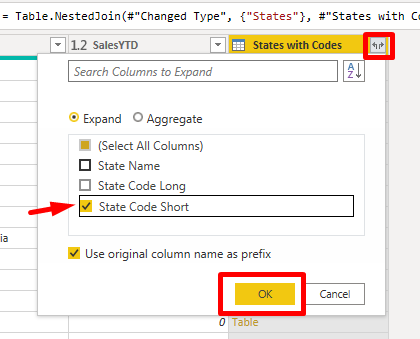 = Table.NestedJoin(#"Changed Type", {"States"}, #"States with Co
1.2 SalesYTD
States with Codes
Search Columns to Expand
A
Z
Expand
Aggregate
(Select All Columns)
State Name
State Code Long
State Code Short
ia
Use original column name as prefix
OK
Cancel
0 Table